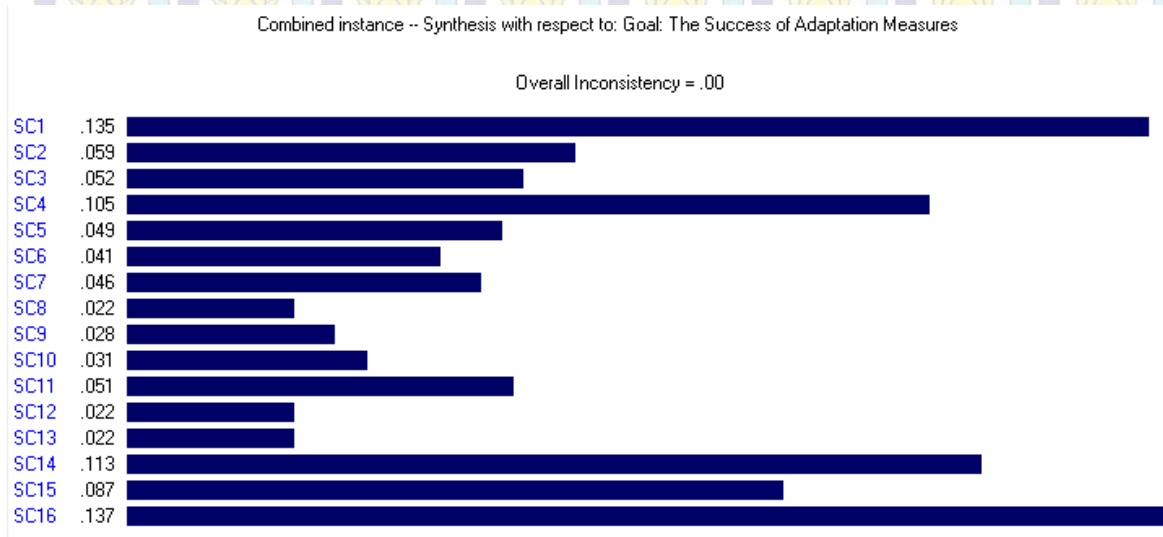 Combined instance -- Synthesis with respect to: Goal: The Success of Adaptation Measures
Overall Inconsistency = .00
SC1 .135
SC2 .059
SC3 .052
SC4 .105
SC5 .049
SC6 .041
SC7 .046
SC8 .022
SC9 .028
SC10 .031
SC11 .051
SC12 .022
SC13 .022
SC14 .113
SC15 .087
SC16 .137